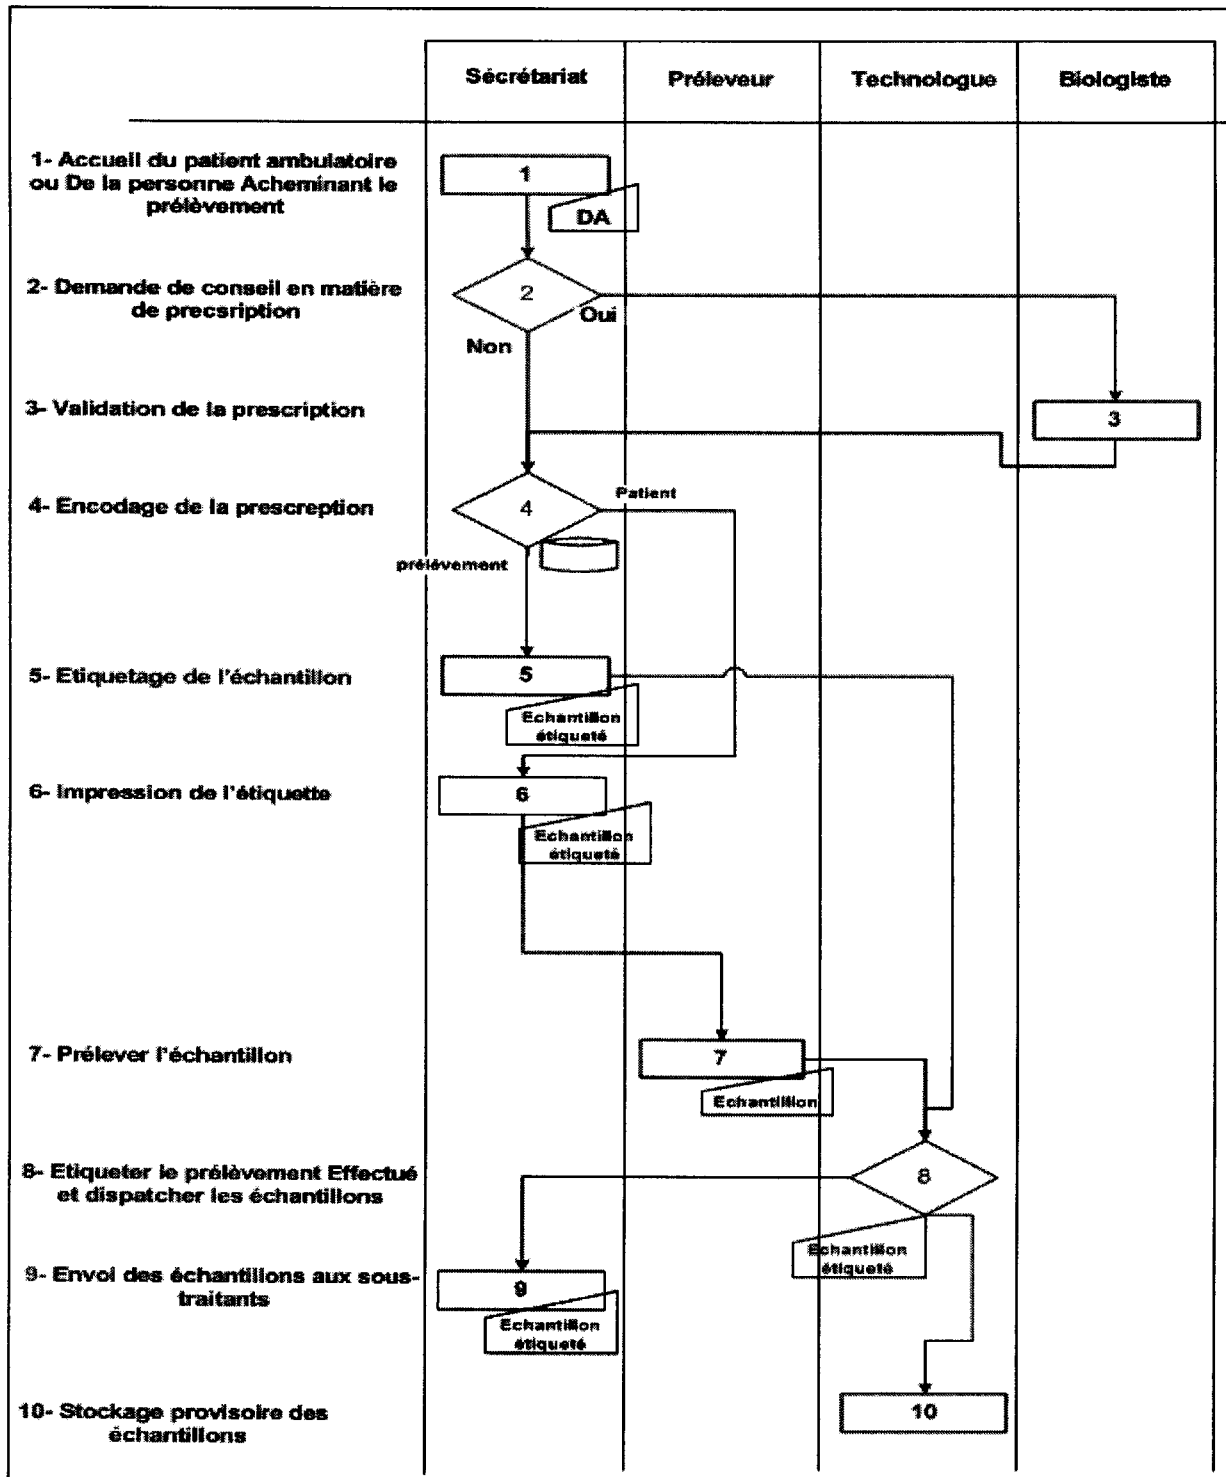 Sécrétariat
Préleveur
Technologue
Biologiste
1- Accueil du patient ambulatoire
ou De la personne Acheminant le
prélèvement
1
DA
2- Demande de conseil en matière
de precsription
2
Oui
Non
3- Validation de la prescription
3
4- Encodage de la prescreption
4
Patient
prélévement
5- Etiquetage de l'échantillon
5
Echantillon
étiqueté
6- Impression de l'étiquette
6
Echantillon
étiqueté
7- Prélever l'échantillon
7
Echantillion
8- Etiqueter le prélèvement Effectué
et dispatcher les échantillons
8
Echantillon
étiqueté
9- Envoi des échantillons aux sous-
traitants
9
Echantillon
étiqueté
10- Stockage provisoire des
échantillons
10